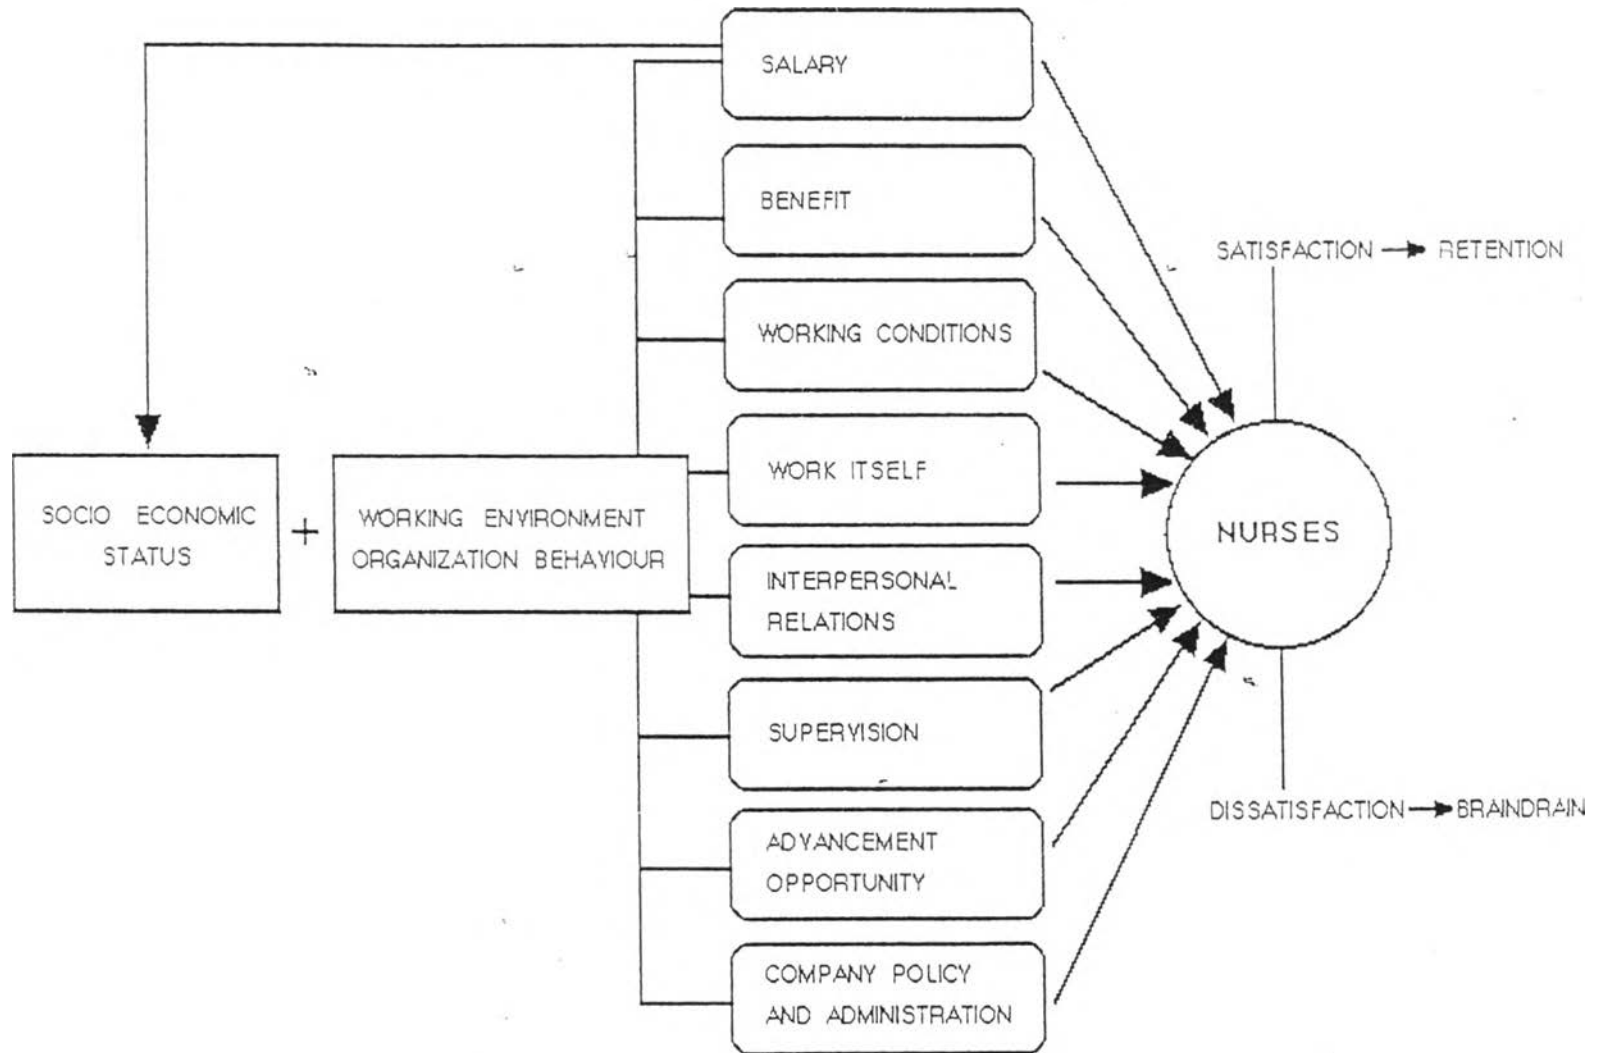 SALARY
BENEFIT
WORKING CONDITIONS
WORK ITSELF
INTERPERSONAL
RELATIONS
SUPERVISION
ADVANCEMENT
OPPORTUNITY
COMPANY POLICY
AND ADMINISTRATION
SOCIO ECONOMIC
STATUS
+
WORKING ENVIRONMENT
ORGANIZATION BEHAVIOUR
NURSES
SATISFACTION → RETENTION
DISSATISFACTION → BRAINDRAIN